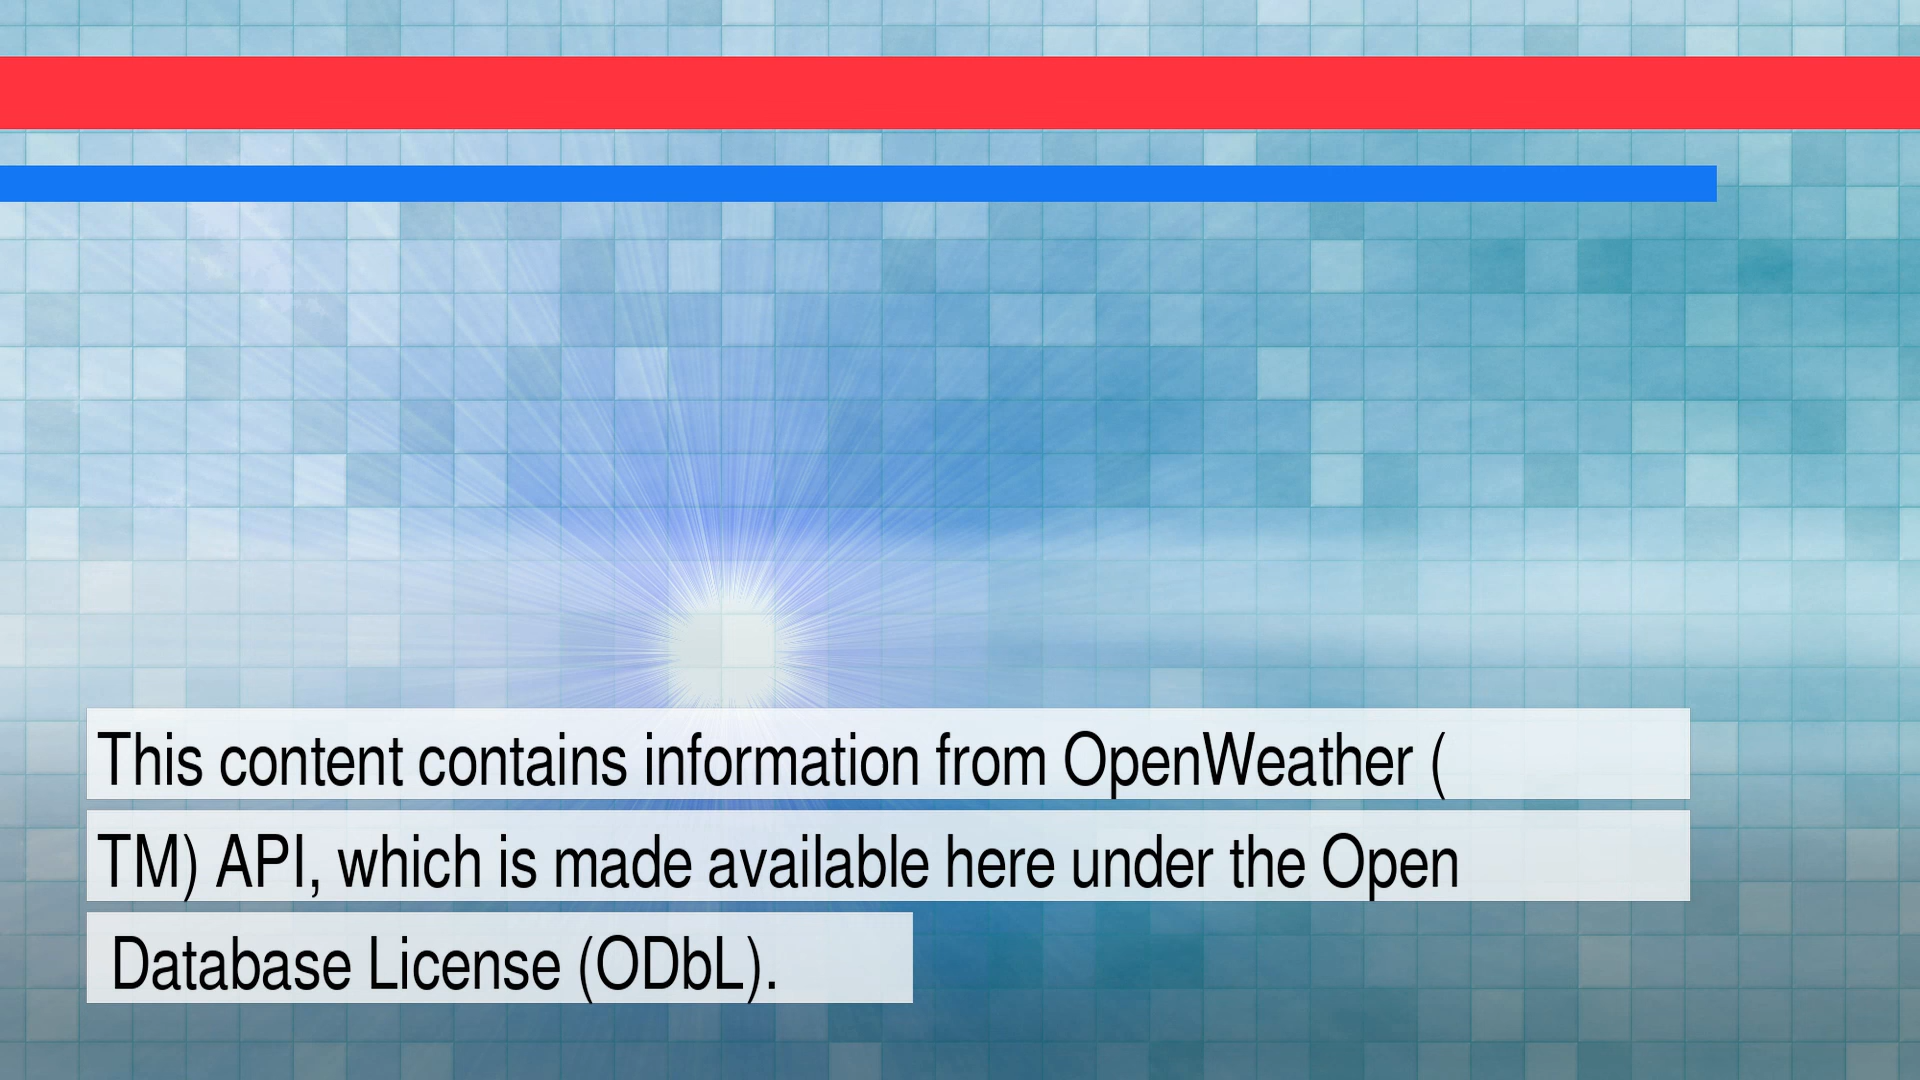 This content contains information from OpenWeather (
TM) API, which is made available here under the Open
Database License (ODbL).